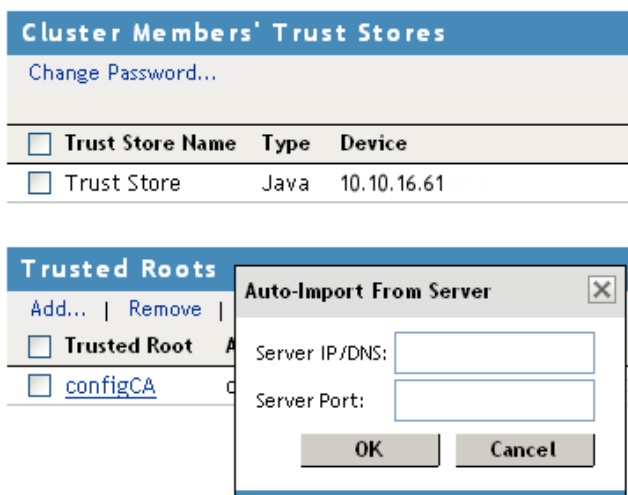 Cluster Members' Trust Stores
Change Password...
Trust Store Name Type Device
Trust Store Java 10.10.16.61
Trusted Roots
Add... | Remove |
Trusted Root
configCA
Auto-Import From Server
Server IP/DNS:
Server Port:
OK Cancel